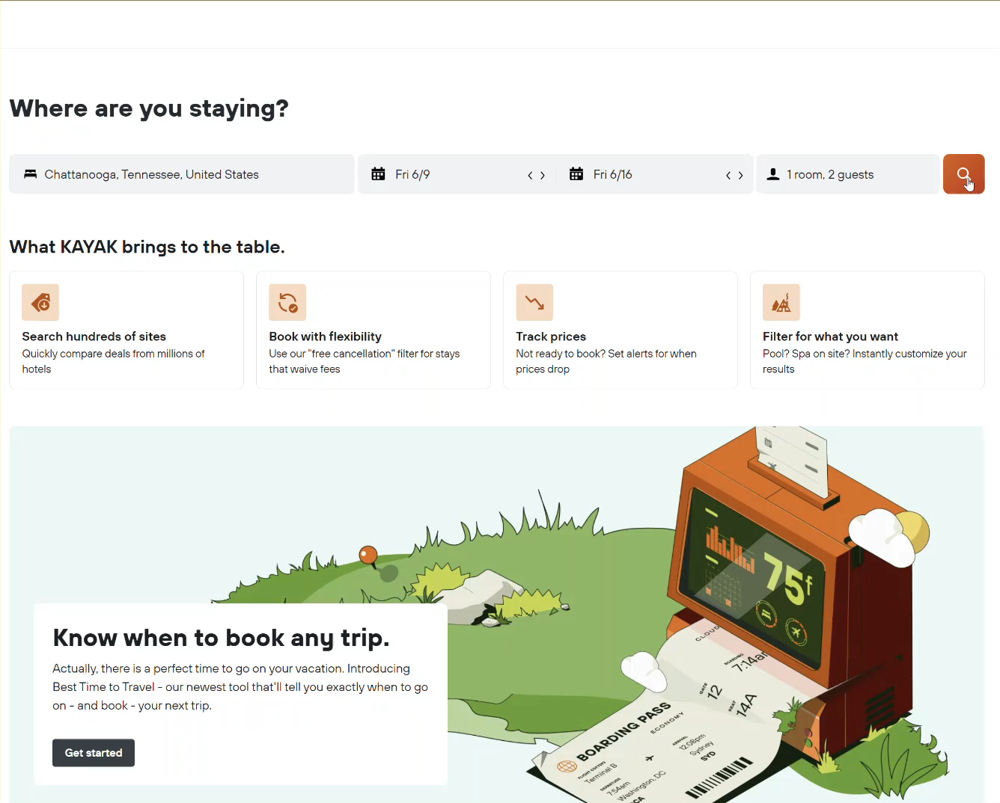 Where are you staying?
Chattanooga, Tennessee, United States
Fri 6/9
Fri 6/16
1 room, 2 guests
What KAYAK brings to the table.
Search hundreds of sites
Quickly compare deals from millions of
hotels
Book with flexibility
Use our "free cancellation" filter for stays
that waive fees
Track prices
Not ready to book? Set alerts for when
prices drop
Filter for what you want
Pool? Spa on site? Instantly customize your
results
75f
Know when to book any trip.
Actually, there is a perfect time to go on your vacation. Introducing
Best Time to Travel - our newest tool that'll tell you exactly when to go
on - and book - your next trip.
Get started
CLOUD
BOARDING
7:14am
GATE
12
SEAT
14A
BOARDING PASS
ECONOMY
Terminal B
DEPARTURE
7:54am
Washington, DC
ARRIVAL
12:08pm
Sydney
SYD